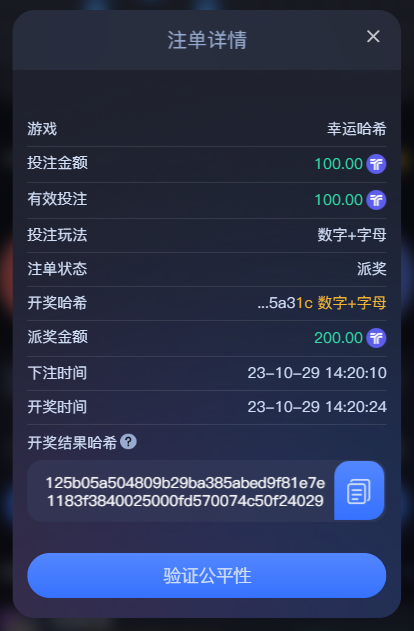 注单详情
游戏 幸运哈希
投注金额 100.00
有效投注 100.00
投注玩法 数字+字母
注单状态 派奖
开奖哈希 ...5a31c 数字+字母
派奖金额 200.00
下注时间 23-10-29 14:20:10
开奖时间 23-10-29 14:20:24
开奖结果哈希 ?
125b05a504809b29ba385abed9f81e7e
1183f3840025000fd570074c50f24029
验证公平性